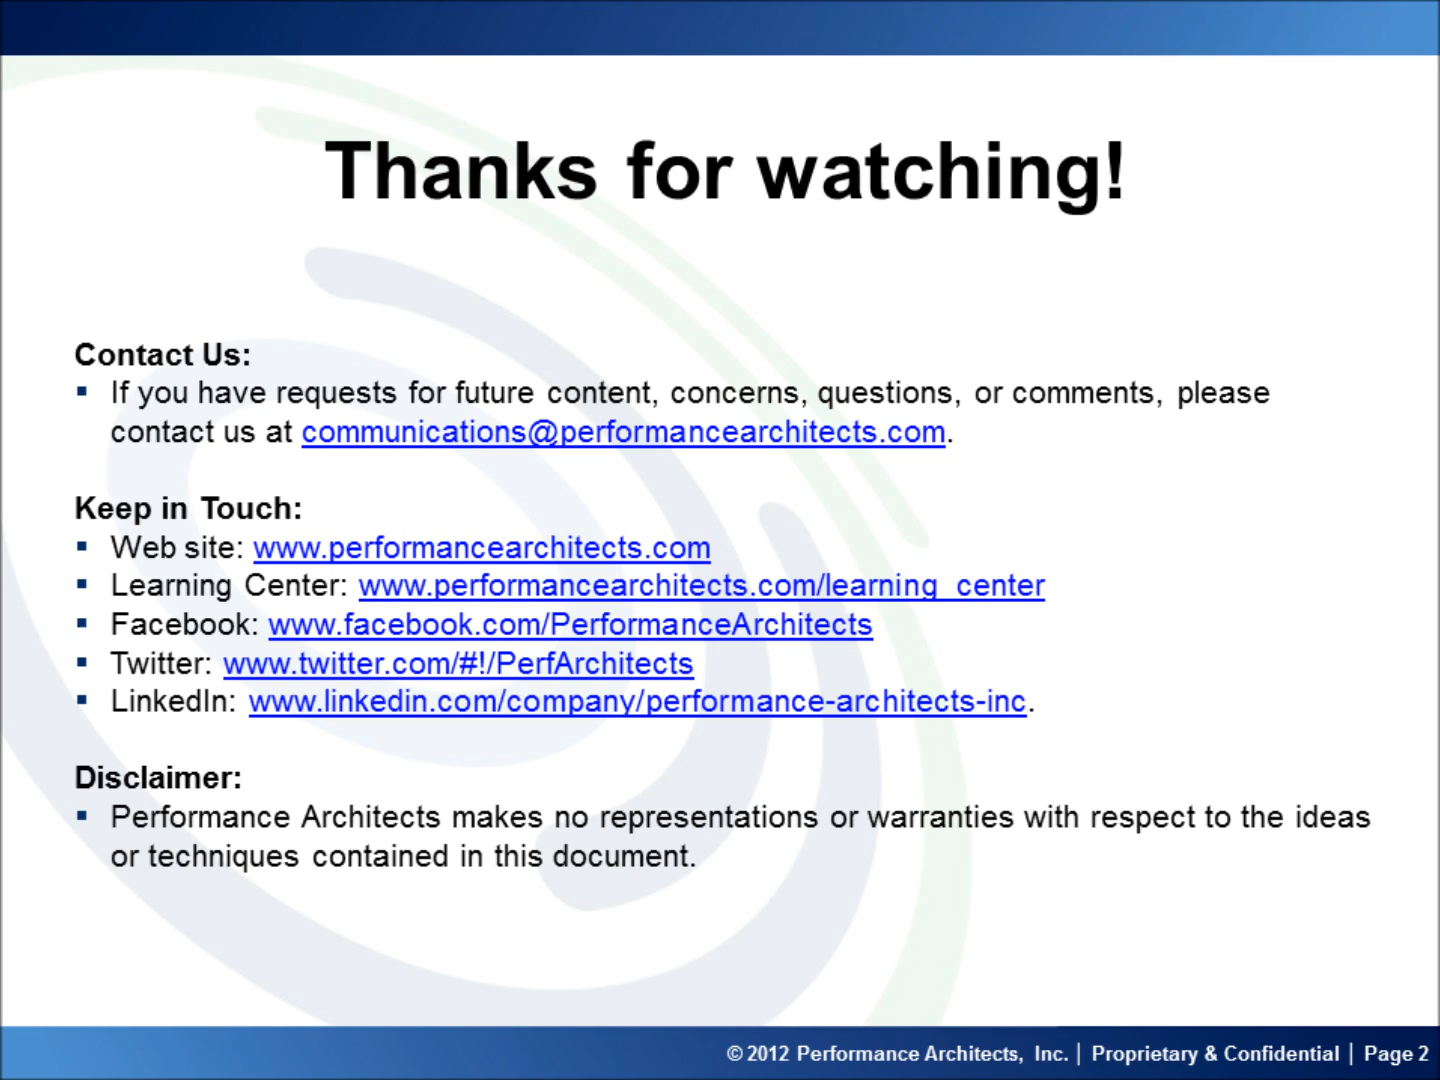 Thanks for watching!
Contact Us:
▪ If you have requests for future content, concerns, questions, or comments, please
contact us at communications@performancearchitects.com.
Keep in Touch:
▪ Web site: www.performancearchitects.com
▪ Learning Center: www.performancearchitects.com/learning_center
▪ Facebook: www.facebook.com/PerformanceArchitects
▪ Twitter: www.twitter.com/#!/PerfArchitects
▪ LinkedIn: www.linkedin.com/company/performance-architects-inc.
Disclaimer:
▪ Performance Architects makes no representations or warranties with respect to the ideas
or techniques contained in this document.
© 2012 Performance Architects, Inc. | Proprietary & Confidential | Page 2